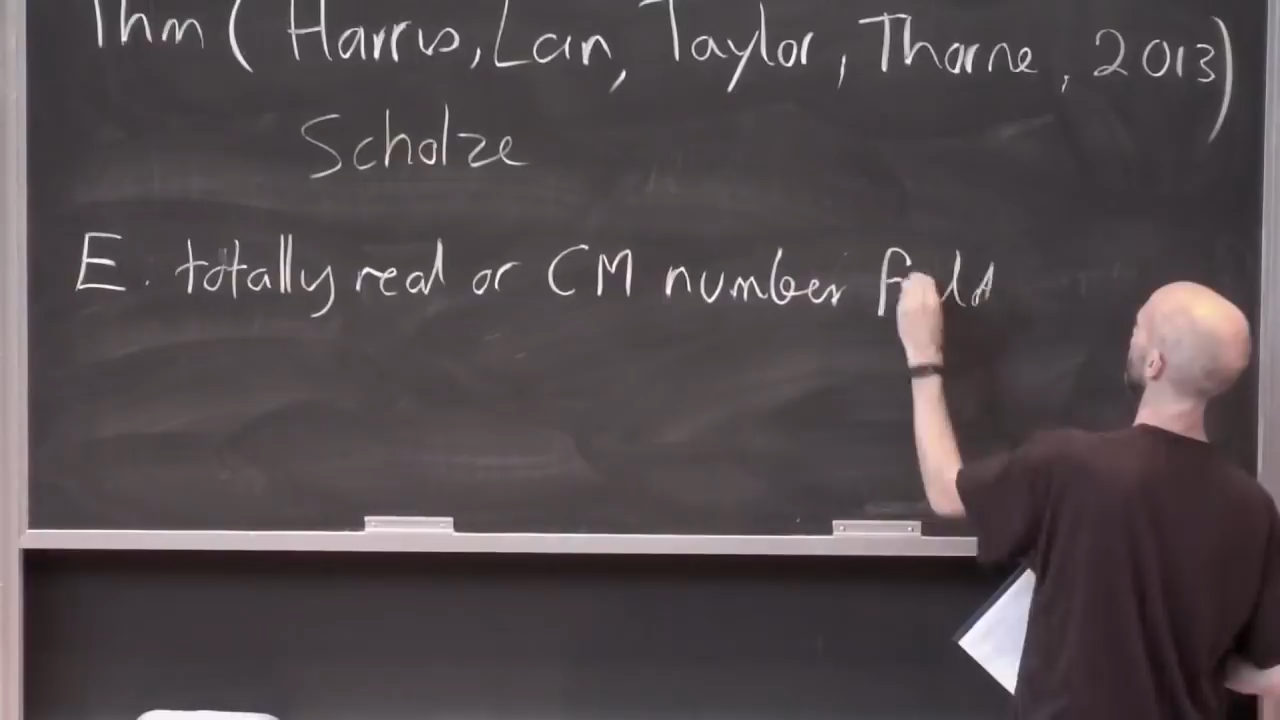 Thm ( Harris, Lan, Taylor, Thorne, 2013)
Scholze
E. totally real or CM number field